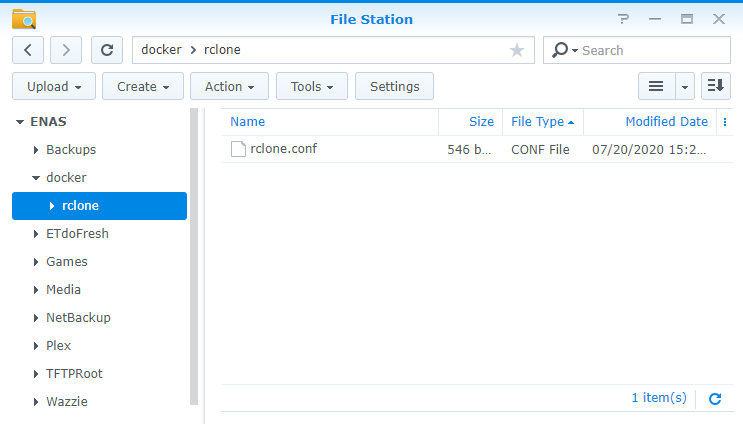 File Station
docker > rclone
Search
Upload Create Action Tools Settings
ENAS
Backups
docker
rclone
ETdoFresh
Games
Media
NetBackup
Plex
TFTPRoot
Wazzie
Name Size File Type Modified Date
rclone.conf 546 b... CONF File 07/20/2020 15:2...
1 item(s)